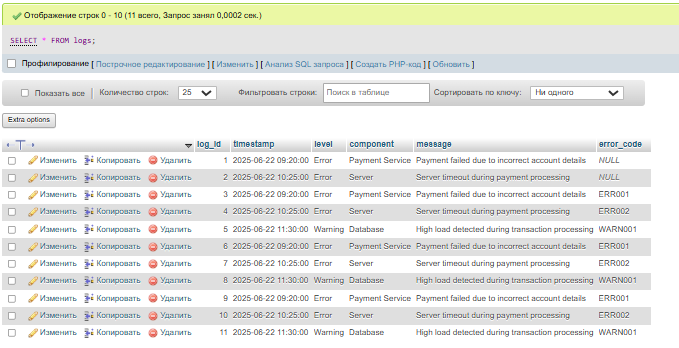 Отображение строк 0 - 10 (11 всего, Запрос занял 0,0002 сек.)
SELECT * FROM logs;
Профилирование [ Построчное редактирование ] [ Изменить ] [ Анализ SQL запроса ] [ Создать PHP-код ] [ Обновить ]
Показать все | Количество строк: 25 Фильтровать строки: Поиск в таблице Сортировать по ключу: Ни одного
Extra options
log_id timestamp level component message error_code
Изменить Копировать Удалить 1 2025-06-22 09:20:00 Error Payment Service Payment failed due to incorrect account details NULL
Изменить Копировать Удалить 2 2025-06-22 10:25:00 Error Server Server timeout during payment processing NULL
Изменить Копировать Удалить 3 2025-06-22 09:20:00 Error Payment Service Payment failed due to incorrect account details ERR001
Изменить Копировать Удалить 4 2025-06-22 10:25:00 Error Server Server timeout during payment processing ERR002
Изменить Копировать Удалить 5 2025-06-22 11:30:00 Warning Database High load detected during transaction processing WARN001
Изменить Копировать Удалить 6 2025-06-22 09:20:00 Error Payment Service Payment failed due to incorrect account details ERR001
Изменить Копировать Удалить 7 2025-06-22 10:25:00 Error Server Server timeout during payment processing ERR002
Изменить Копировать Удалить 8 2025-06-22 11:30:00 Warning Database High load detected during transaction processing WARN001
Изменить Копировать Удалить 9 2025-06-22 09:20:00 Error Payment Service Payment failed due to incorrect account details ERR001
Изменить Копировать Удалить 10 2025-06-22 10:25:00 Error Server Server timeout during payment processing ERR002
Изменить Копировать Удалить 11 2025-06-22 11:30:00 Warning Database High load detected during transaction processing WARN001